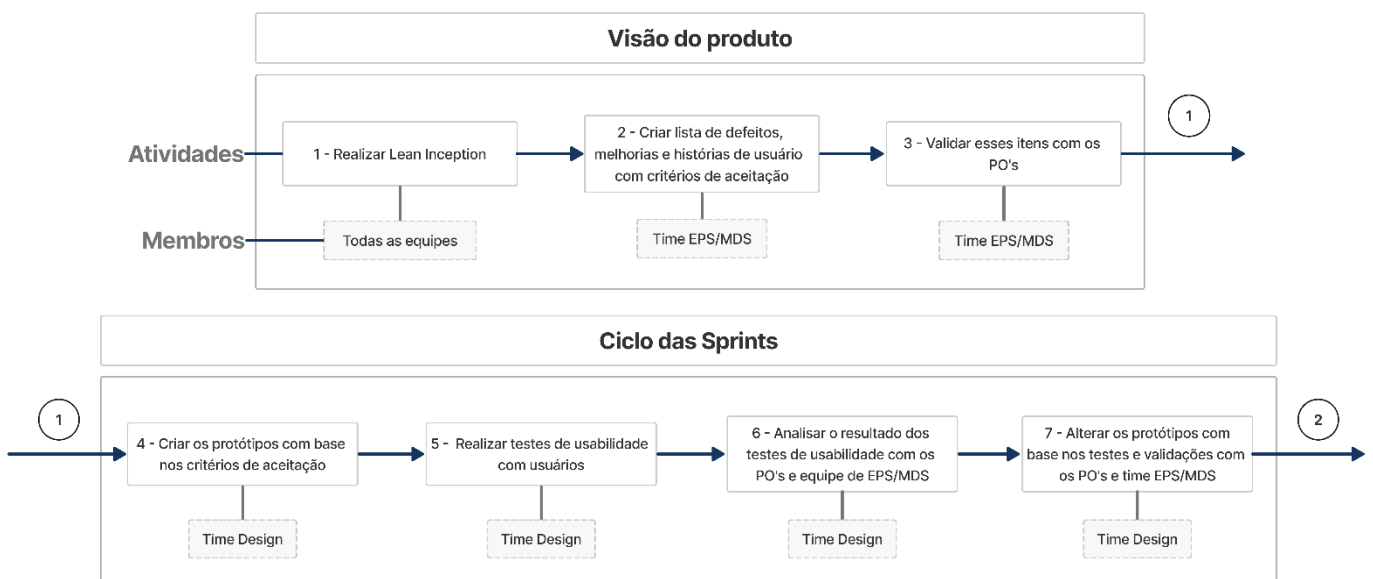 Visão do produto
1
Atividades
1 - Realizar Lean Inception
2 - Criar lista de defeitos,
melhorias e histórias de usuário
com critérios de aceitação
3 - Validar esses itens com os
PO's
Membros
Todas as equipes
Time EPS/MDS
Time EPS/MDS
Ciclo das Sprints
1
2
4 - Criar os protótipos com base
nos critérios de aceitação
5 - Realizar testes de usabilidade
com usuários
6 - Analisar o resultado dos
testes de usabilidade com os
PO's e equipe de EPS/MDS
7 - Alterar os protótipos com
base nos testes e validações com
os PO's e time EPS/MDS
Time Design
Time Design
Time Design
Time Design